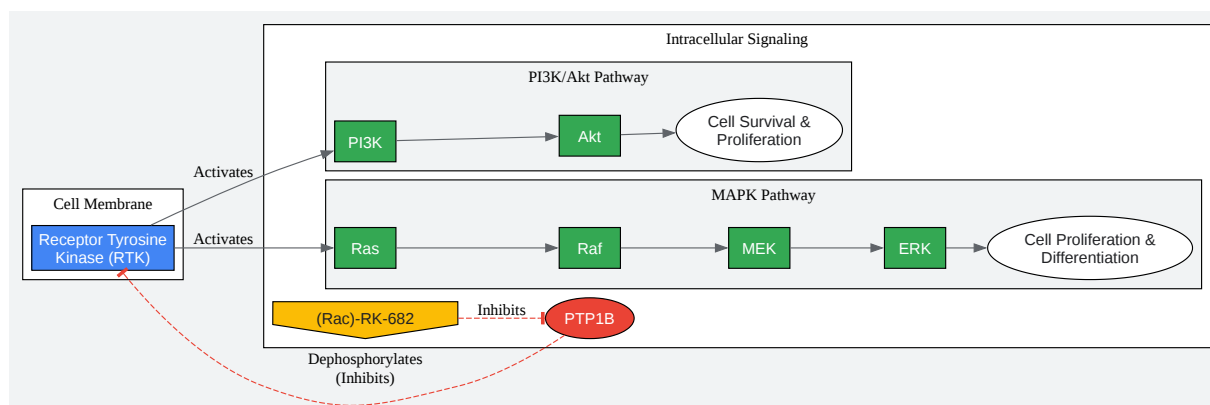 Intracellular Signaling
PI3K/Akt Pathway
PI3K
Akt
Cell Survival &
Proliferation
Activates
Cell Membrane
Receptor Tyrosine
Kinase (RTK)
Activates
MAPK Pathway
Ras
Raf
MEK
ERK
Cell Proliferation &
Differentiation
(Rac)-RK-682
Inhibits
PTP1B
Dephosphorylates
(Inhibits)